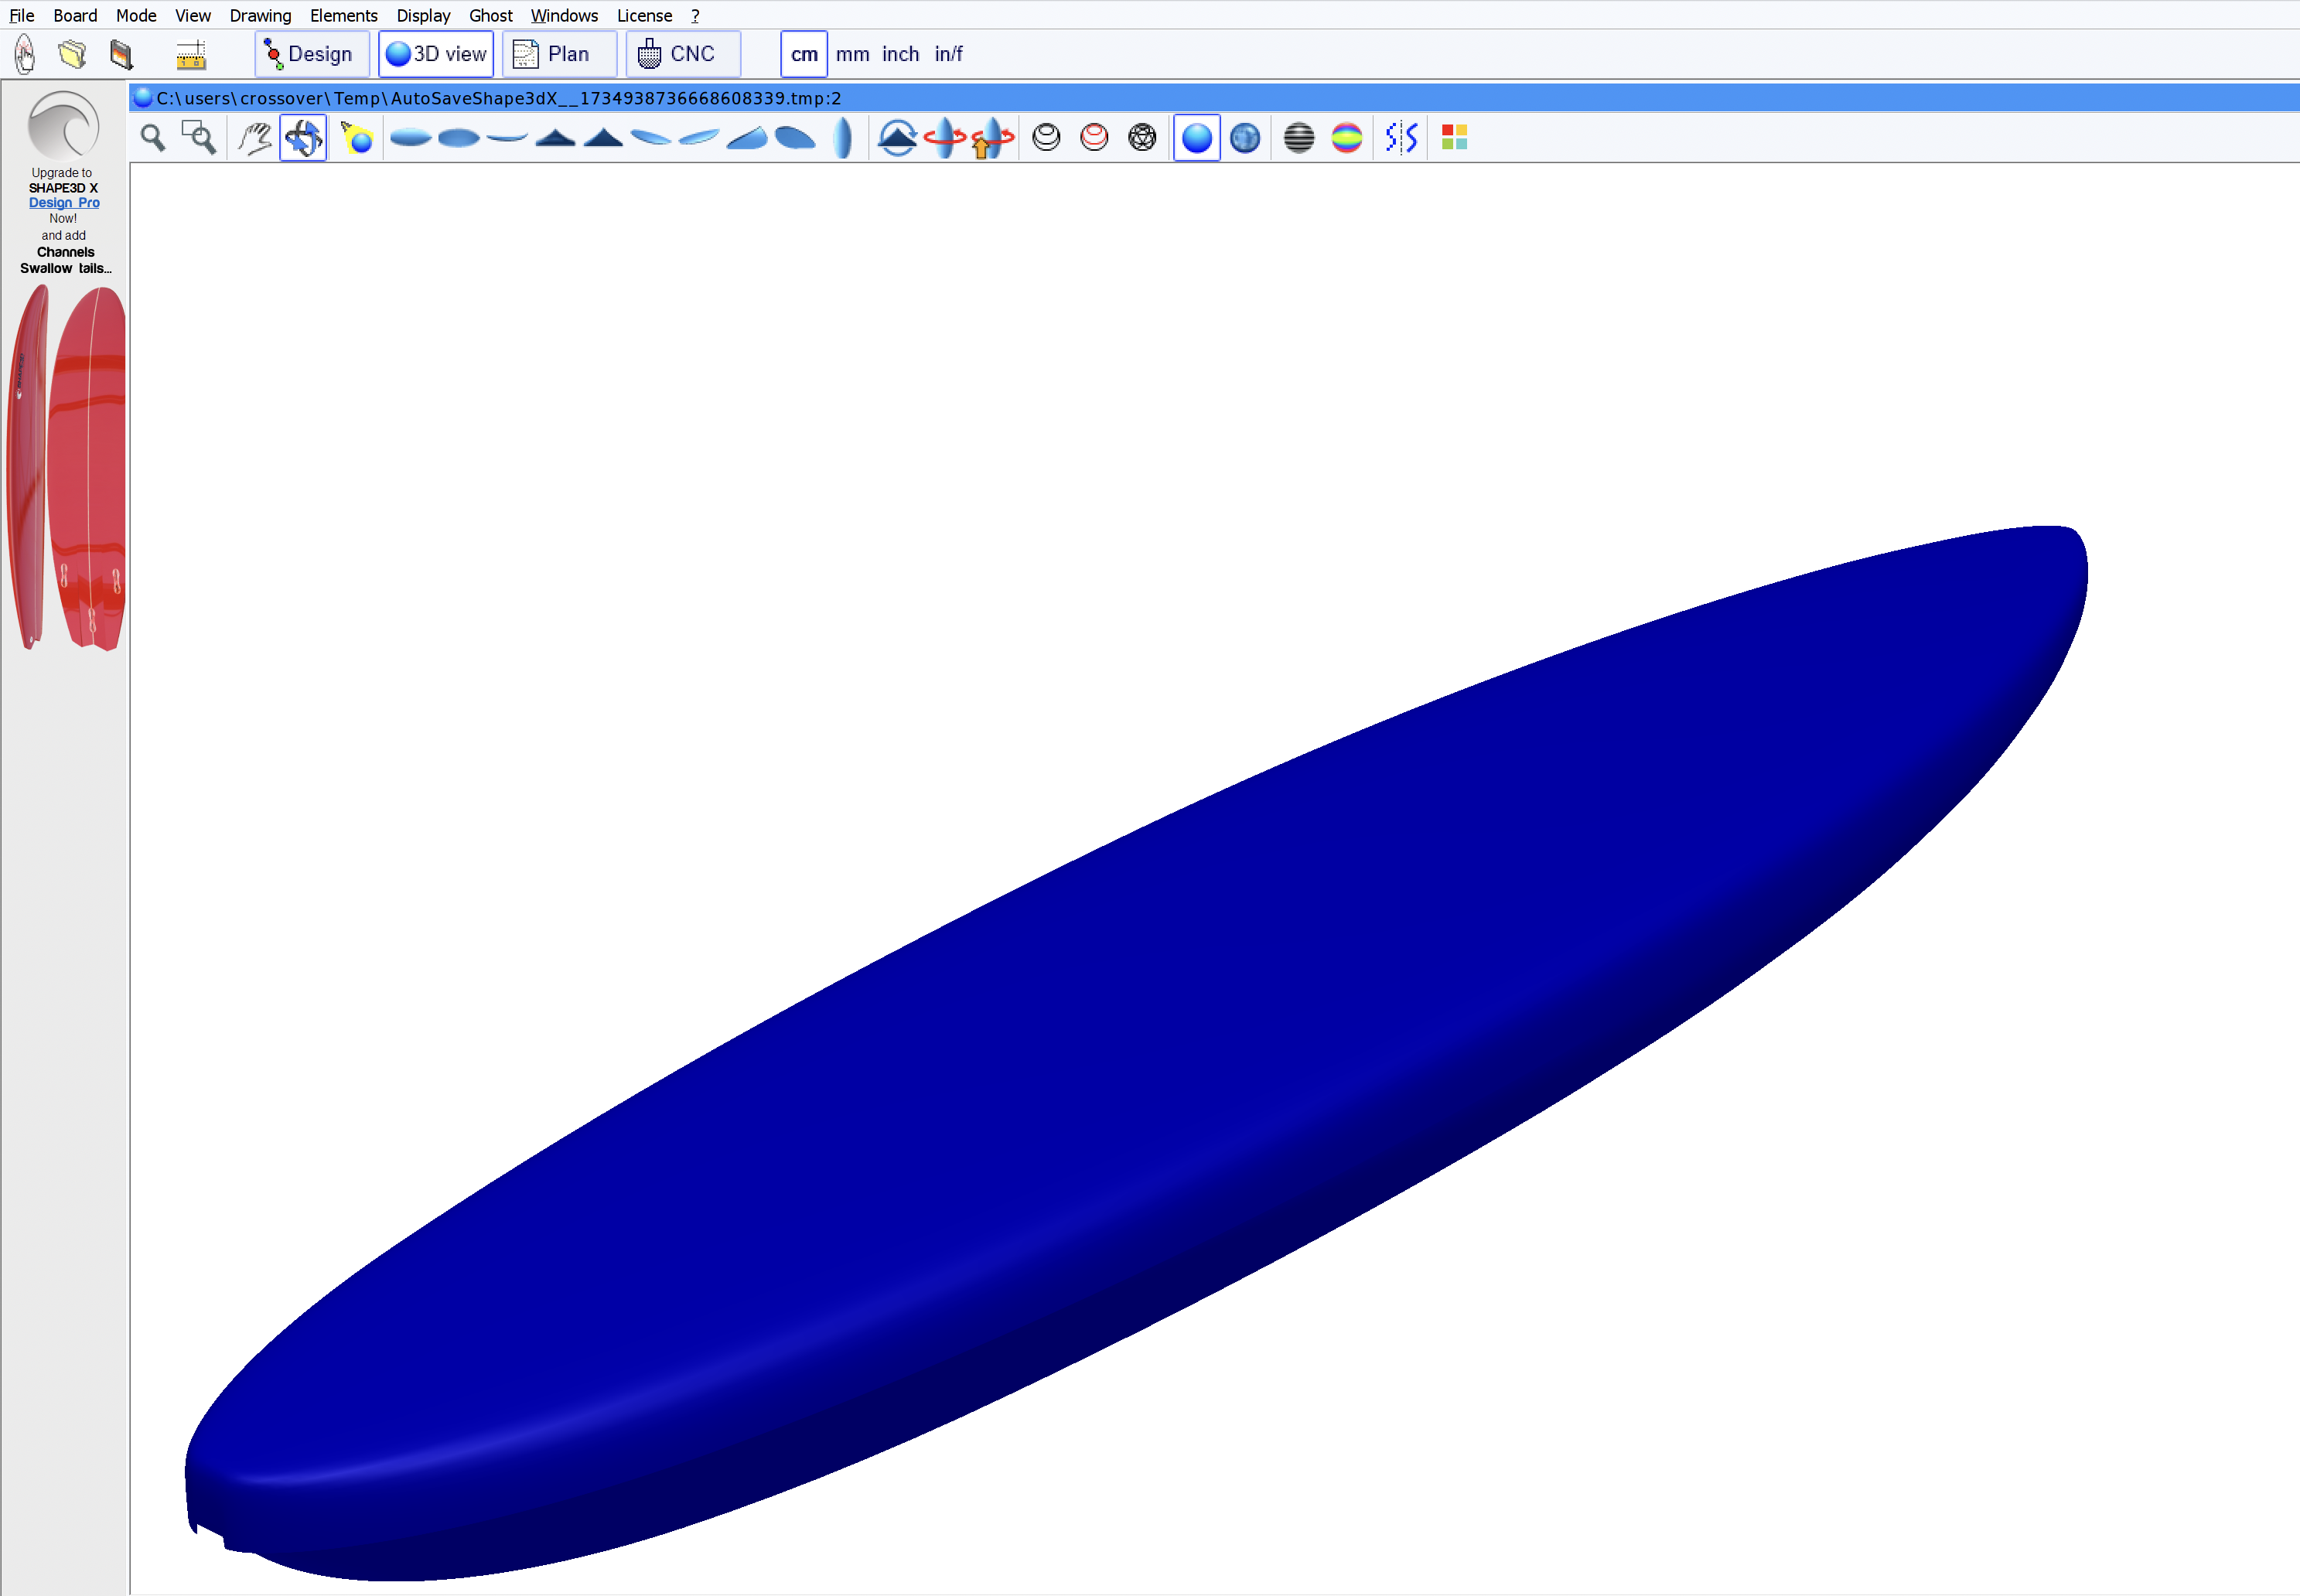 File Board Mode View Drawing Elements Display Ghost Windows License ?
Design 3D view Plan CNC cm mm inch in/f
C:\users\crossover\Temp\AutoSaveShape3dX__1734938736668608339.tmp:2
Upgrade to
SHAPE3D X
Design Pro
Now!
and add
Channels
Swallow tails...